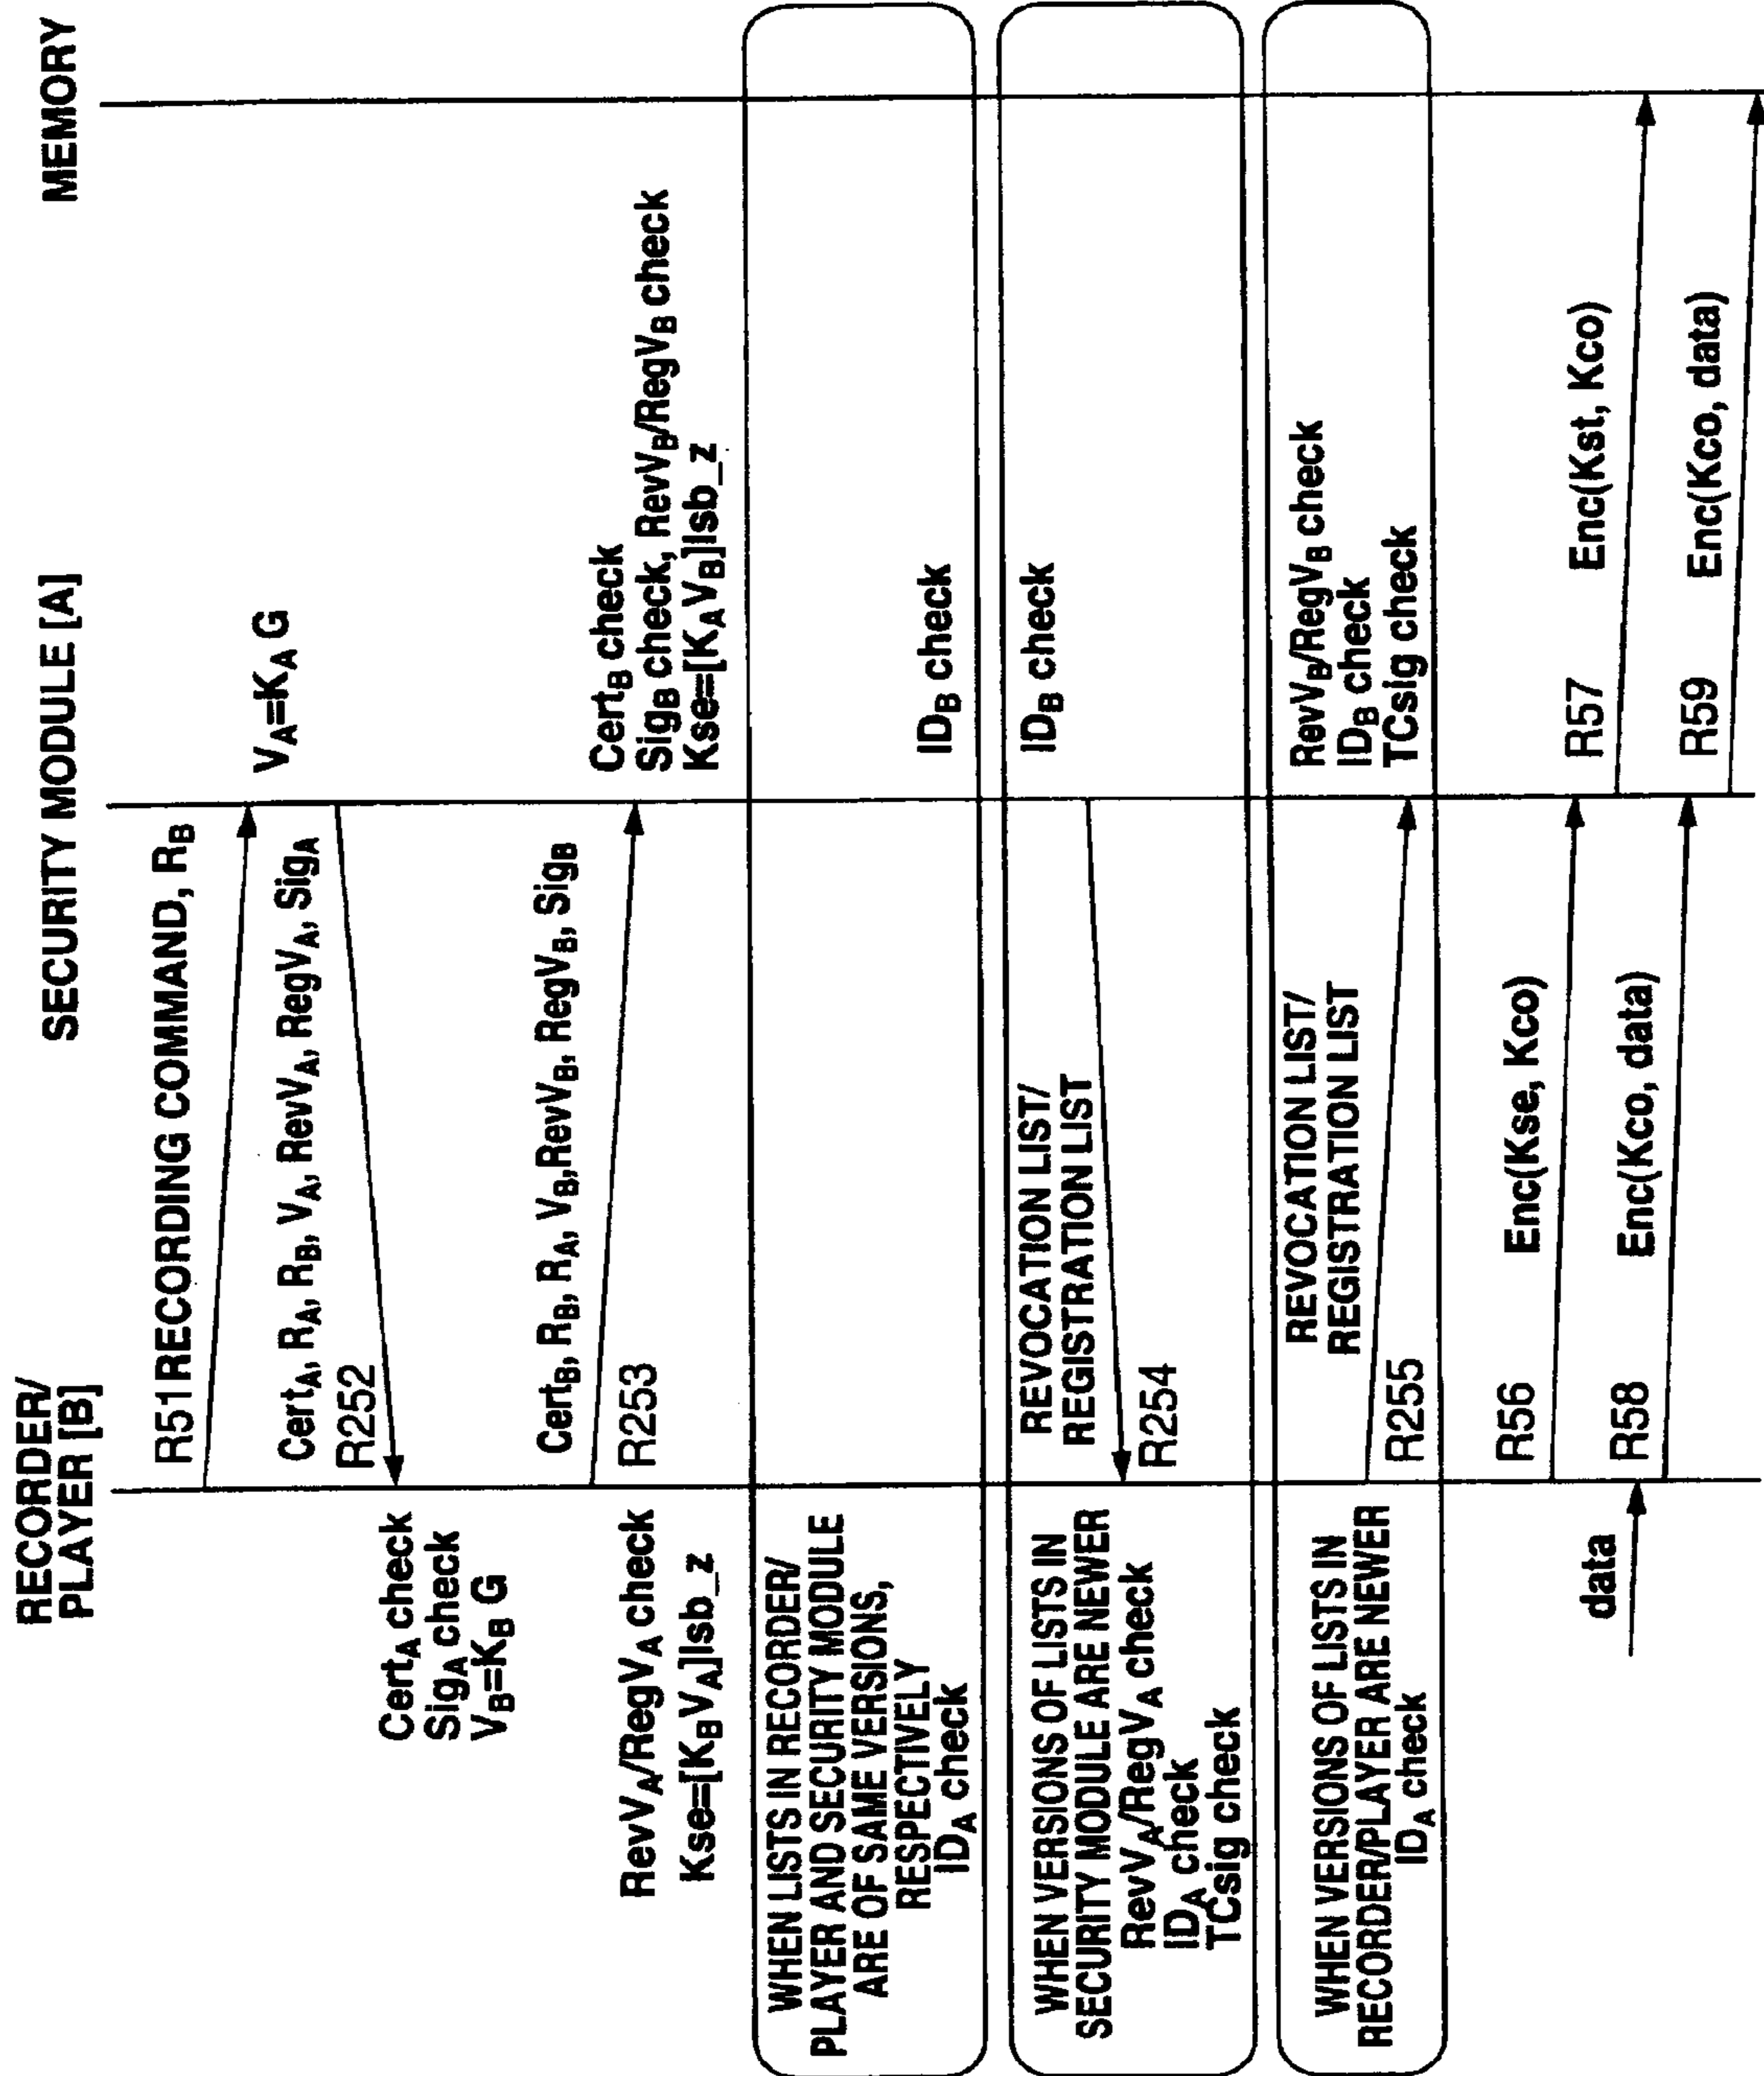 RECORDER/
PLAYER [B]
SECURITY MODULE [A]
MEMORY
R51 RECORDING COMMAND, R_B
V_A=K_A G
Cert_A, R_A, R_B, V_A, RevV_A, RegV_A, Sig_A
R252
Cert_A check
Sig_A check
V_B=K_B G
Cert_B, R_B, R_A, V_B, RevV_B, RegV_B, Sig_B
R253
Cert_B check
Sig_B check, RevV_B/RegV_B check
Kse=[K_A V_B]lsb_z
RevV_A/RegV_A check
Kse=[K_B V_A]lsb_z
WHEN LISTS IN RECORDER/
PLAYER AND SECURITY MODULE
ARE OF SAME VERSIONS,
RESPECTIVELY
ID_A check
ID_B check
WHEN VERSIONS OF LISTS IN
SECURITY MODULE ARE NEWER
RevV_A/RegV_A check
ID_A check
TCsig check
REVOCATION LIST/
REGISTRATION LIST
R254
ID_B check
WHEN VERSIONS OF LISTS IN
RECORDER/PLAYER ARE NEWER
ID_A check
REVOCATION LIST/
REGISTRATION LIST
R255
RevV_B/RegV_B check
ID_B check
TCsig check
R56
Enc(Kse, Kco)
R57
Enc(Kst, Kco)
data
R58
Enc(Kco, data)
R59
Enc(Kco, data)